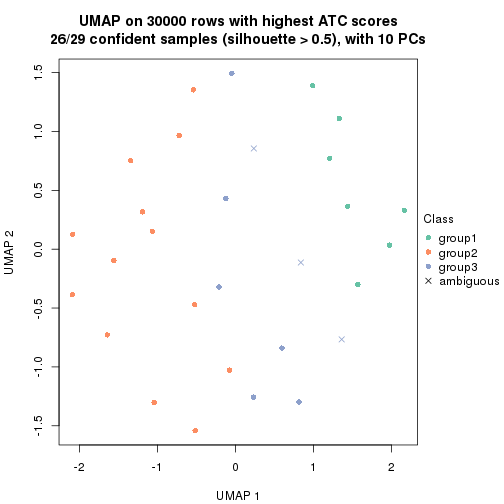 UMAP on 30000 rows with highest ATC scores
26/29 confident samples (silhouette > 0.5), with 10 PCs
1.5
1.0
0.5
0.0
-0.5
-1.0
-1.5
UMAP 2
-2
-1
0
1
2
UMAP 1
Class
group1
group2
group3
ambiguous